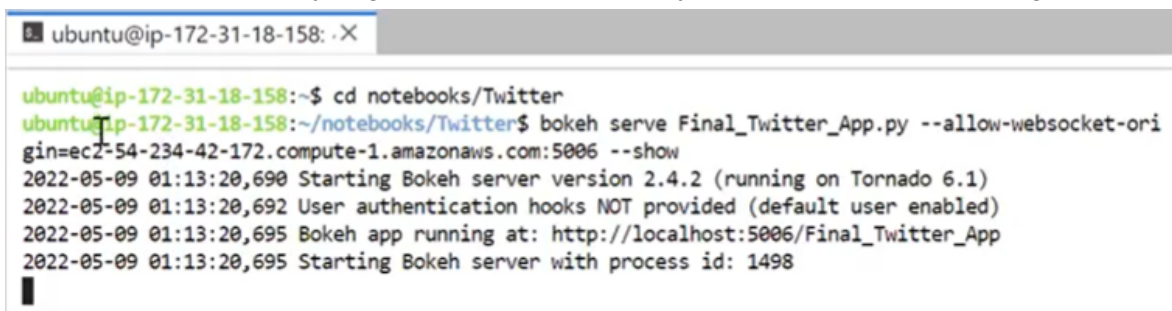 ubuntu@ip-172-31-18-158:
ubuntu@ip-172-31-18-158:~$ cd notebooks/Twitter
ubuntu@ip-172-31-18-158:~/notebooks/Twitter$ bokeh serve Final_Twitter_App.py --allow-websocket-ori
gin=ec2-54-234-42-172.compute-1.amazonaws.com:5006 --show
2022-05-09 01:13:20,690 Starting Bokeh server version 2.4.2 (running on Tornado 6.1)
2022-05-09 01:13:20,692 User authentication hooks NOT provided (default user enabled)
2022-05-09 01:13:20,695 Bokeh app running at: http://localhost:5006/Final_Twitter_App
2022-05-09 01:13:20,695 Starting Bokeh server with process id: 1498